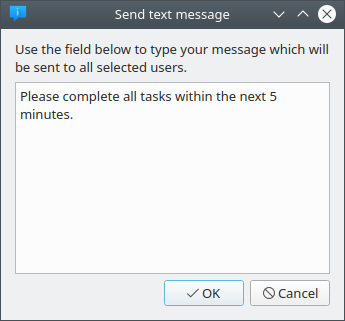 Send text message
Use the field below to type your message which will
be sent to all selected users.
Please complete all tasks within the next 5
minutes.
OK
Cancel